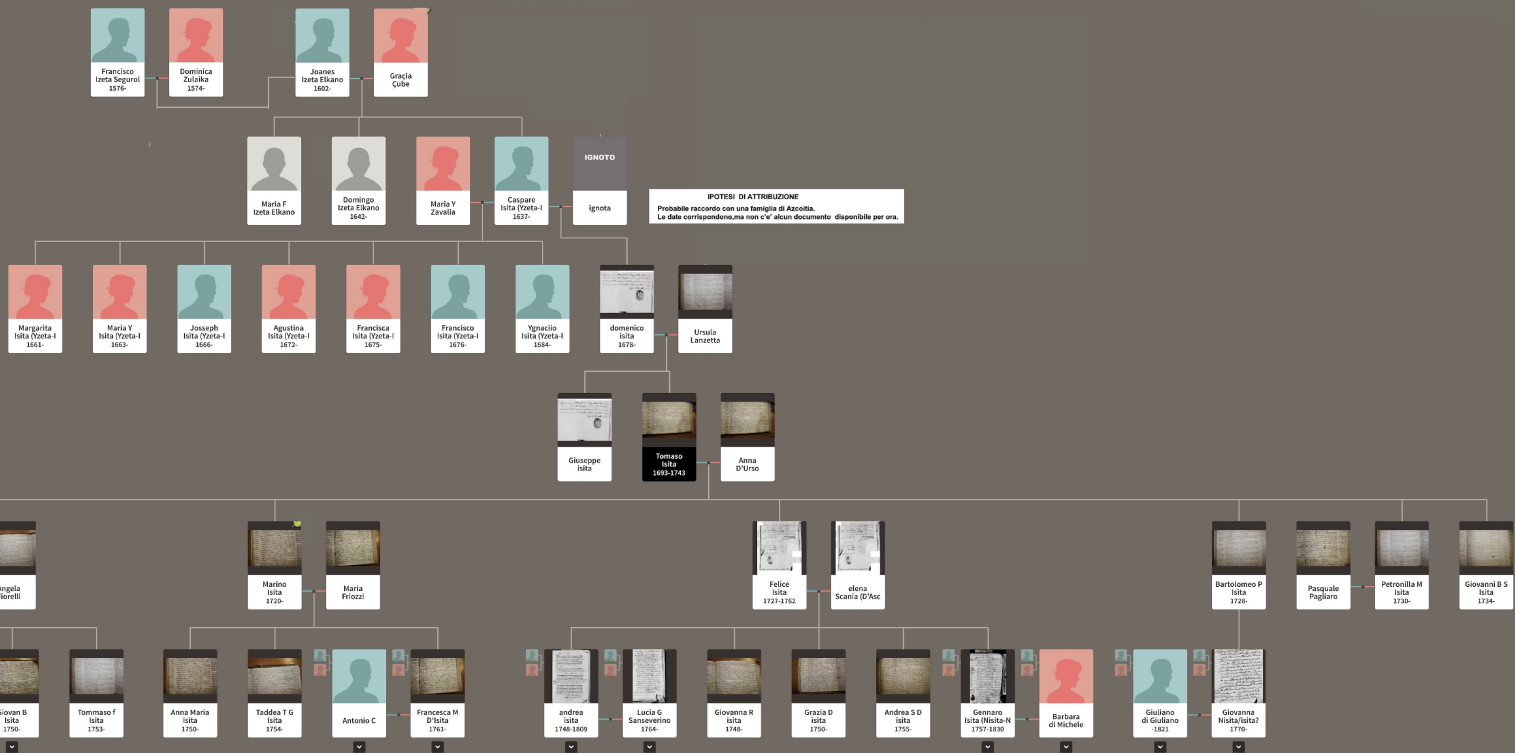 Francisco
Izeta Segurol
1576-
Dominica
Zulaika
1574-
Joanes
Izeta Elkano
1602-
Graçia
Çube
Maria F
Izeta Elkano
Domingo
Izeta Elkano
1642-
Maria Y
Zavalia
Caspare
Isita (Yzeta-I
1637-
IGNOTO
ignota
IPOTESI DI ATTRIBUZIONE
Probabile raccordo con una famiglia di Azcoitia.
Le date corrispondono,ma non c'e' alcun documento disponibile per ora.
Margarita
Isita (Yzeta-I
1661-
Maria Y
Isita (Yzeta-I
1663-
Josseph
Isita (Yzeta-I
1666-
Agustina
Isita (Yzeta-I
1672-
Francisca
Isita (Yzeta-I
1675-
Francisco
Isita (Yzeta-I
1676-
Ygnaciio
Isita (Yzeta-I
1684-
domenico
isita
1678-
Ursula
Lanzetta
Giuseppe
isita
Tomaso
Isita
1693-1743
Anna
D'Urso
Angela
Fiorelli
Marino
Isita
1720-
Maria
Friozzi
Felice
Isita
1727-1762
elena
Scania (D'Asc
Bartolomeo P
Isita
1728-
Pasquale
Pagliaro
Petronilla M
Isita
1730-
Giovanni B S
Isita
1734-
Giovan B
Isita
1750-
Tommaso f
Isita
1753-
Anna Maria
Isita
1750-
Taddea T G
Isita
1754-
Antonio C
Francesca M
D'Isita
1761-
andrea
isita
1748-1809
Lucia G
Sanseverino
1764-
Giovanna R
isita
1748-
Grazia D
isita
1750-
Andrea S D
isita
1755-
Gennaro
Isita (Nisita-N
1757-1830
Barbara
di Michele
Giuliano
di Giuliano
-1821
Giovanna
Nisita/isita?
1770-